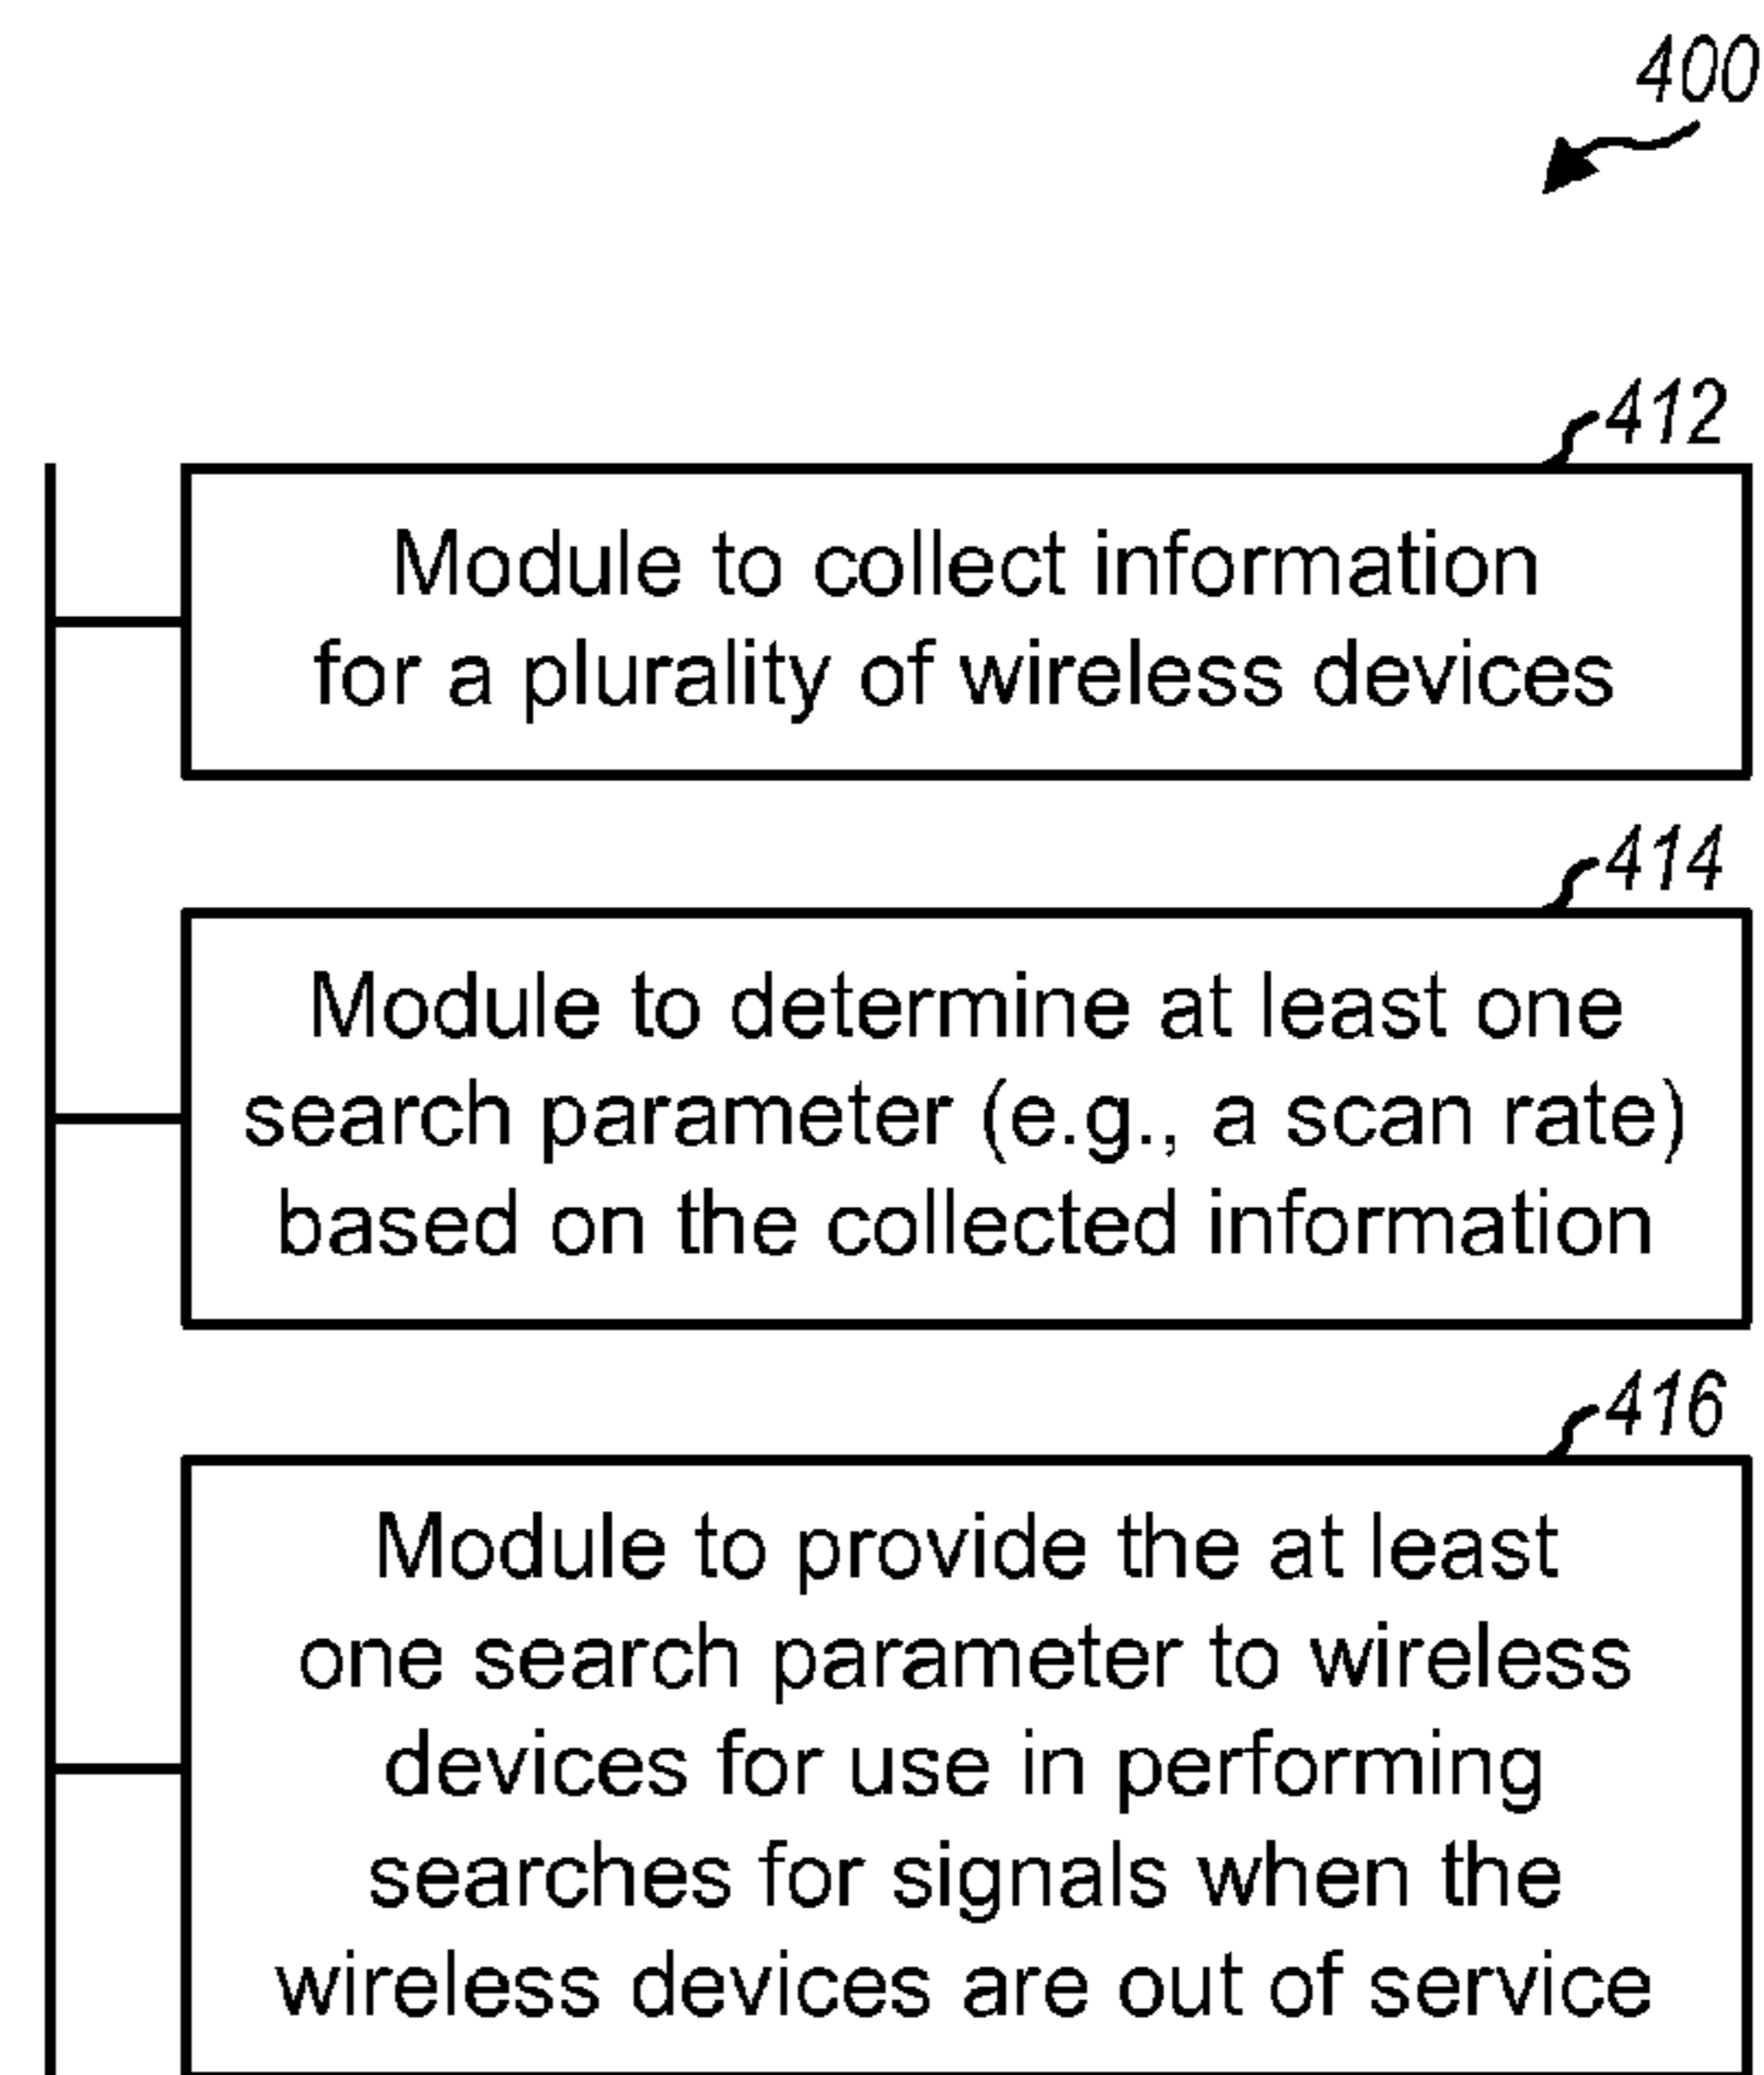 400
412
Module to collect information
for a plurality of wireless devices
414
Module to determine at least one
search parameter (e.g., a scan rate)
based on the collected information
416
Module to provide the at least
one search parameter to wireless
devices for use in performing
searches for signals when the
wireless devices are out of service